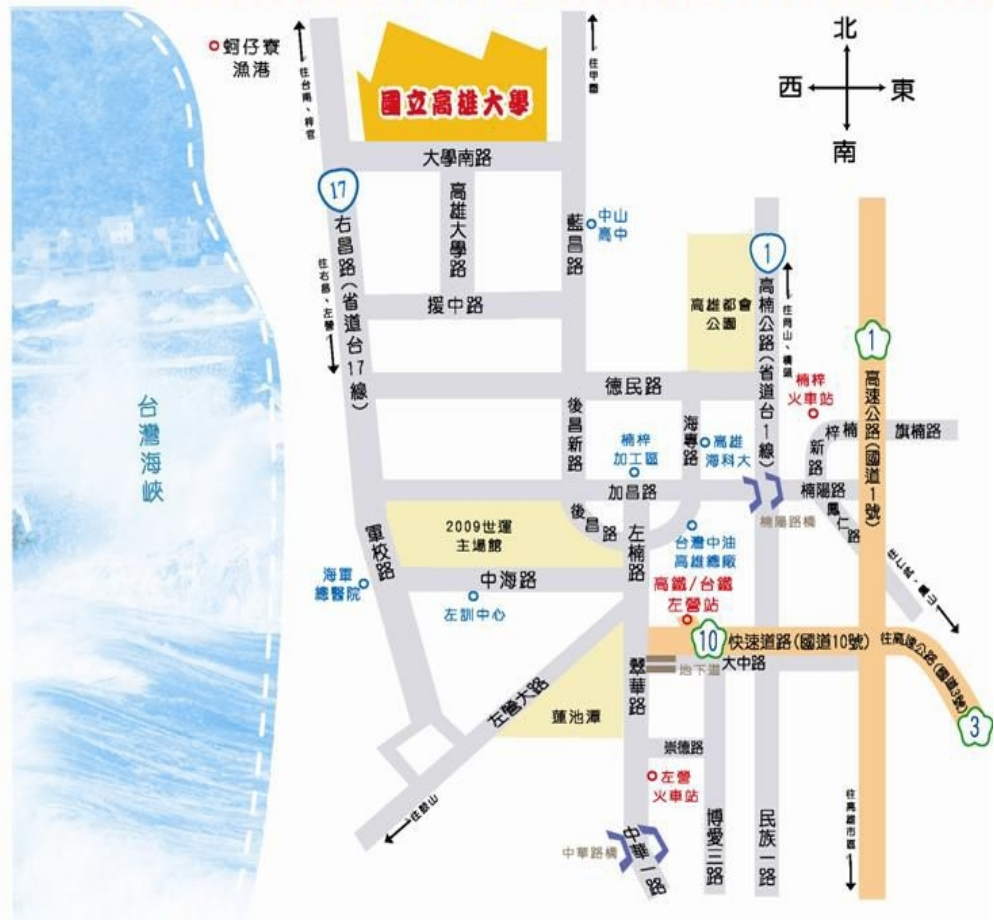 北
西
東
南
蚵仔寮
漁港
往台南、梓官
國立高雄大學
往甲圍
大學南路
17
高雄大學路
藍昌路
中山
高中
右昌路(省道台17線)
往右昌、左營
援中路
高雄都會
公園
1
高楠公路(省道台1線)
往岡山、橋頭
1
高速公路(國道1號)
台灣海峽
德民路
楠梓
火車站
後昌新路
楠梓
加工區
海專路
高雄
海科大
楠梓新路
旗楠路
加昌路
楠陽路
楠陽路橋
鳳仁路
2009世運
主場館
後昌路
左楠路
台灣中油
高雄總廠
往仁武、鳳山
軍校路
海軍
總醫院
中海路
左訓中心
高鐵/台鐵
左營站
10
快速道路(國道10號)
往高速公路(國道3號)
3
翠華路
地下道
大中路
左營大路
蓮池潭
崇德路
左營
火車站
往鼓山
中華路橋
中華一路
博愛三路
民族一路
往高雄市區